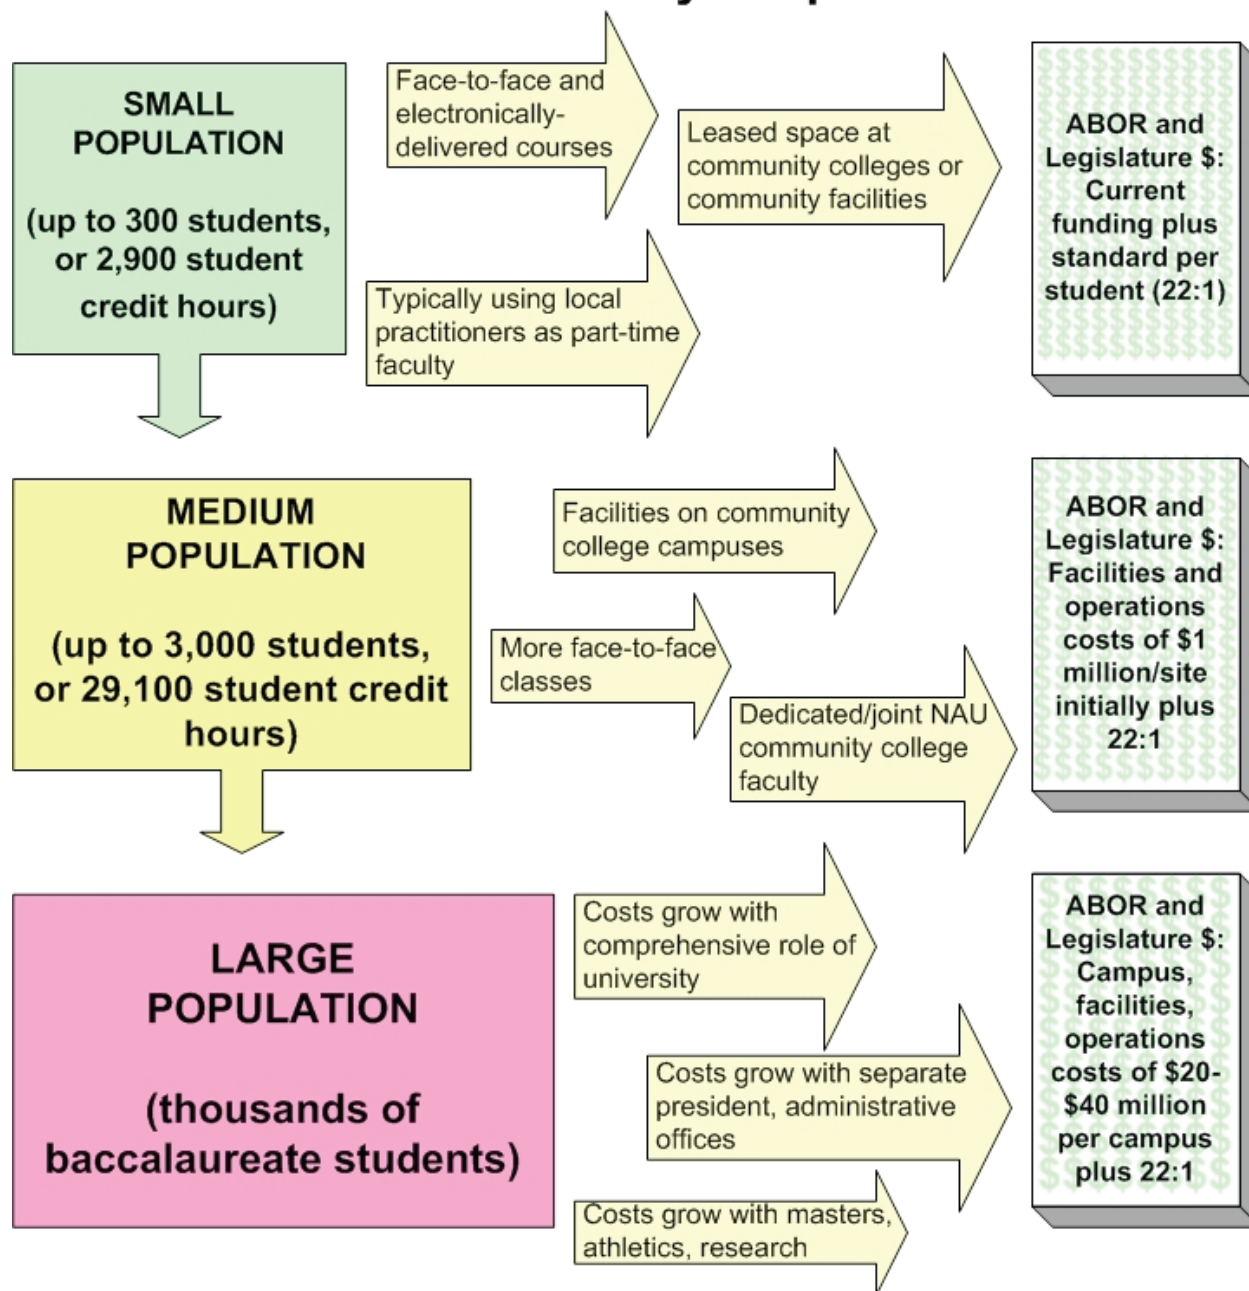 SMALL
POPULATION
(up to 300 students,
or 2,900 student
credit hours)
Face-to-face and
electronically-
delivered courses
Leased space at
community colleges or
community facilities
Typically using local
practitioners as part-time
faculty
ABOR and
Legislature $:
Current
funding plus
standard per
student (22:1)
MEDIUM
POPULATION
(up to 3,000 students,
or 29,100 student credit
hours)
Facilities on community
college campuses
More face-to-face
classes
Dedicated/joint NAU
community college
faculty
ABOR and
Legislature $:
Facilities and
operations
costs of $1
million/site
initially plus
22:1
LARGE
POPULATION
(thousands of
baccalaureate students)
Costs grow with
comprehensive role of
university
Costs grow with separate
president, administrative
offices
Costs grow with masters,
athletics, research
ABOR and
Legislature $:
Campus,
facilities,
operations
costs of $20-
$40 million
per campus
plus 22:1